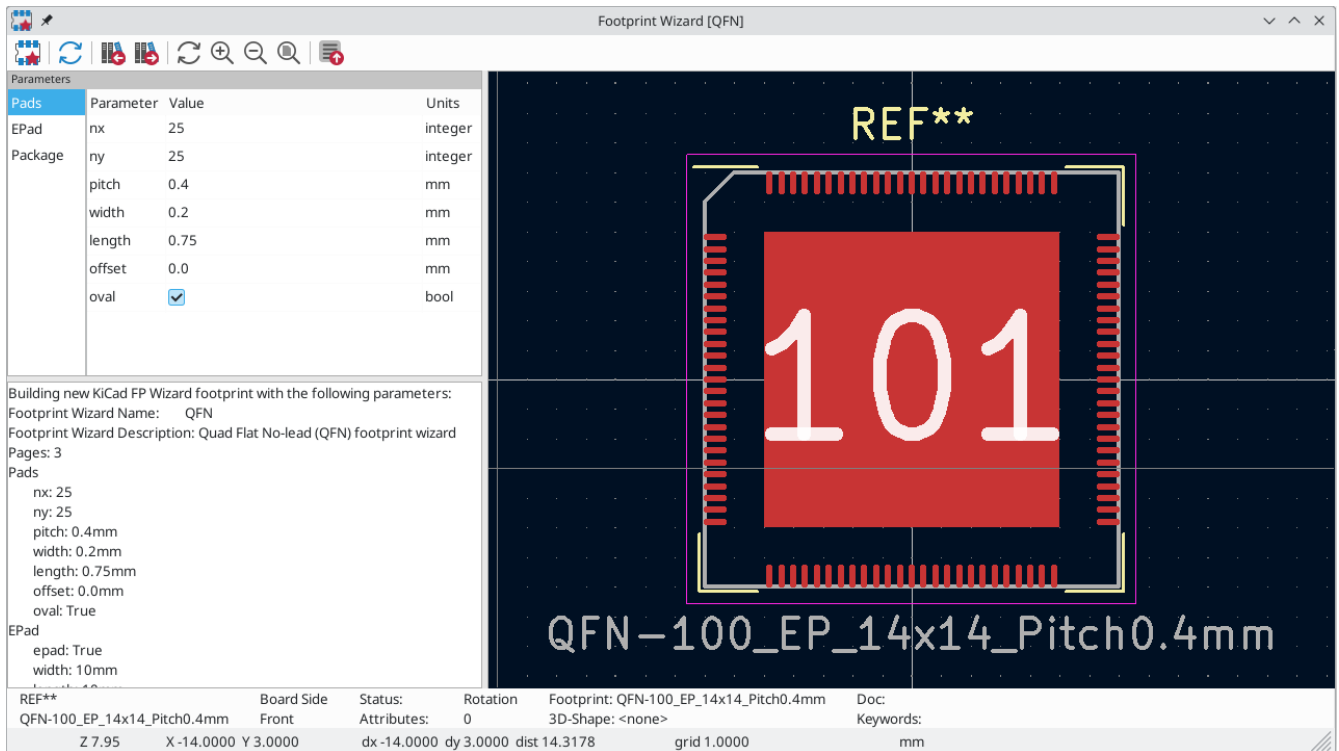 Footprint Wizard [QFN]
Parameters
Pads
EPad
Package
Parameter Value Units
nx 25 integer
ny 25 integer
pitch 0.4 mm
width 0.2 mm
length 0.75 mm
offset 0.0 mm
oval bool
Building new KiCad FP Wizard footprint with the following parameters:
Footprint Wizard Name: QFN
Footprint Wizard Description: Quad Flat No-lead (QFN) footprint wizard
Pages: 3
Pads
nx: 25
ny: 25
pitch: 0.4mm
width: 0.2mm
length: 0.75mm
offset: 0.0mm
oval: True
EPad
epad: True
width: 10mm
REF**
101
QFN-100_EP_14x14_Pitch0.4mm
REF** Board Side Status: Rotation Footprint: QFN-100_EP_14x14_Pitch0.4mm Doc:
QFN-100_EP_14x14_Pitch0.4mm Front Attributes: 0 3D-Shape: <none> Keywords:
Z 7.95 X -14.0000 Y 3.0000 dx -14.0000 dy 3.0000 dist 14.3178 grid 1.0000 mm